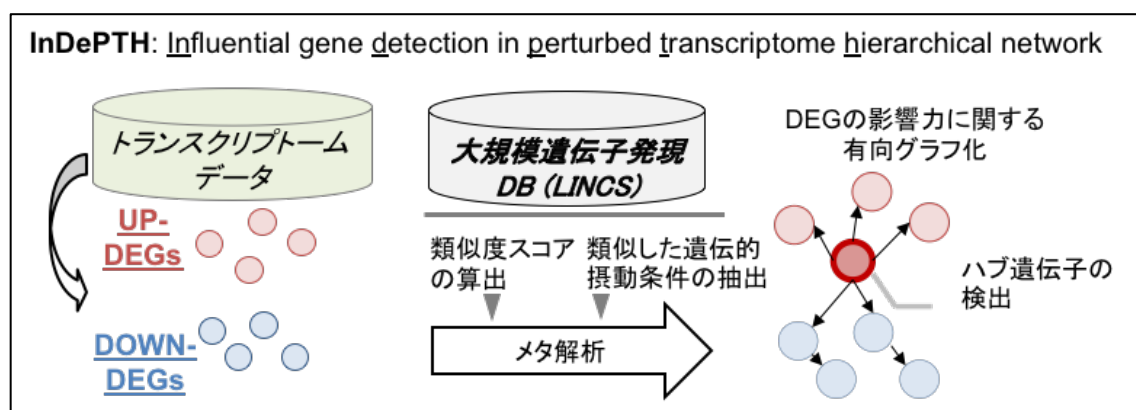 InDePTH: Influential gene detection in perturbed transcriptome hierarchical network
トランスクリプトーム
データ
UP-
DEGs
DOWN-
DEGs
大規模遺伝子発現
DB (LINCS)
類似度スコア
の算出
類似した遺伝的
摂動条件の抽出
メタ解析
DEGの影響力に関する
有向グラフ化
ハブ遺伝子の
検出